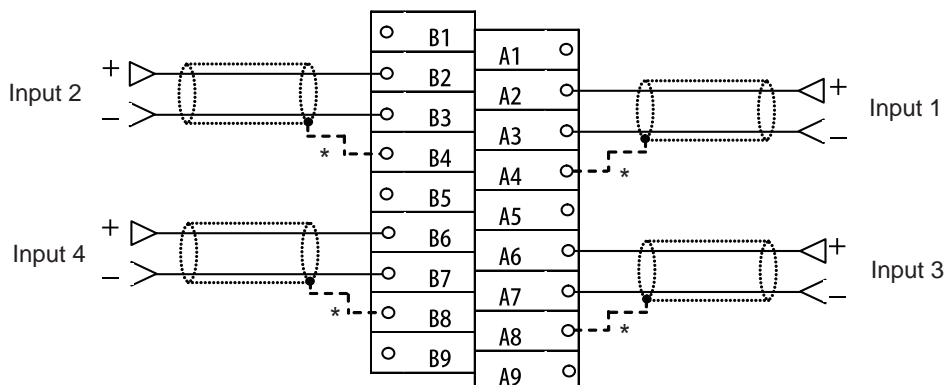 B1
A1
+ B2
Input 2
A2 +
Input 1
– B3
A3 –
* B4
A4 *
B5
A5
+ B6
Input 4
A6 +
Input 3
– B7
A7 –
* B8
A8 *
B9
A9